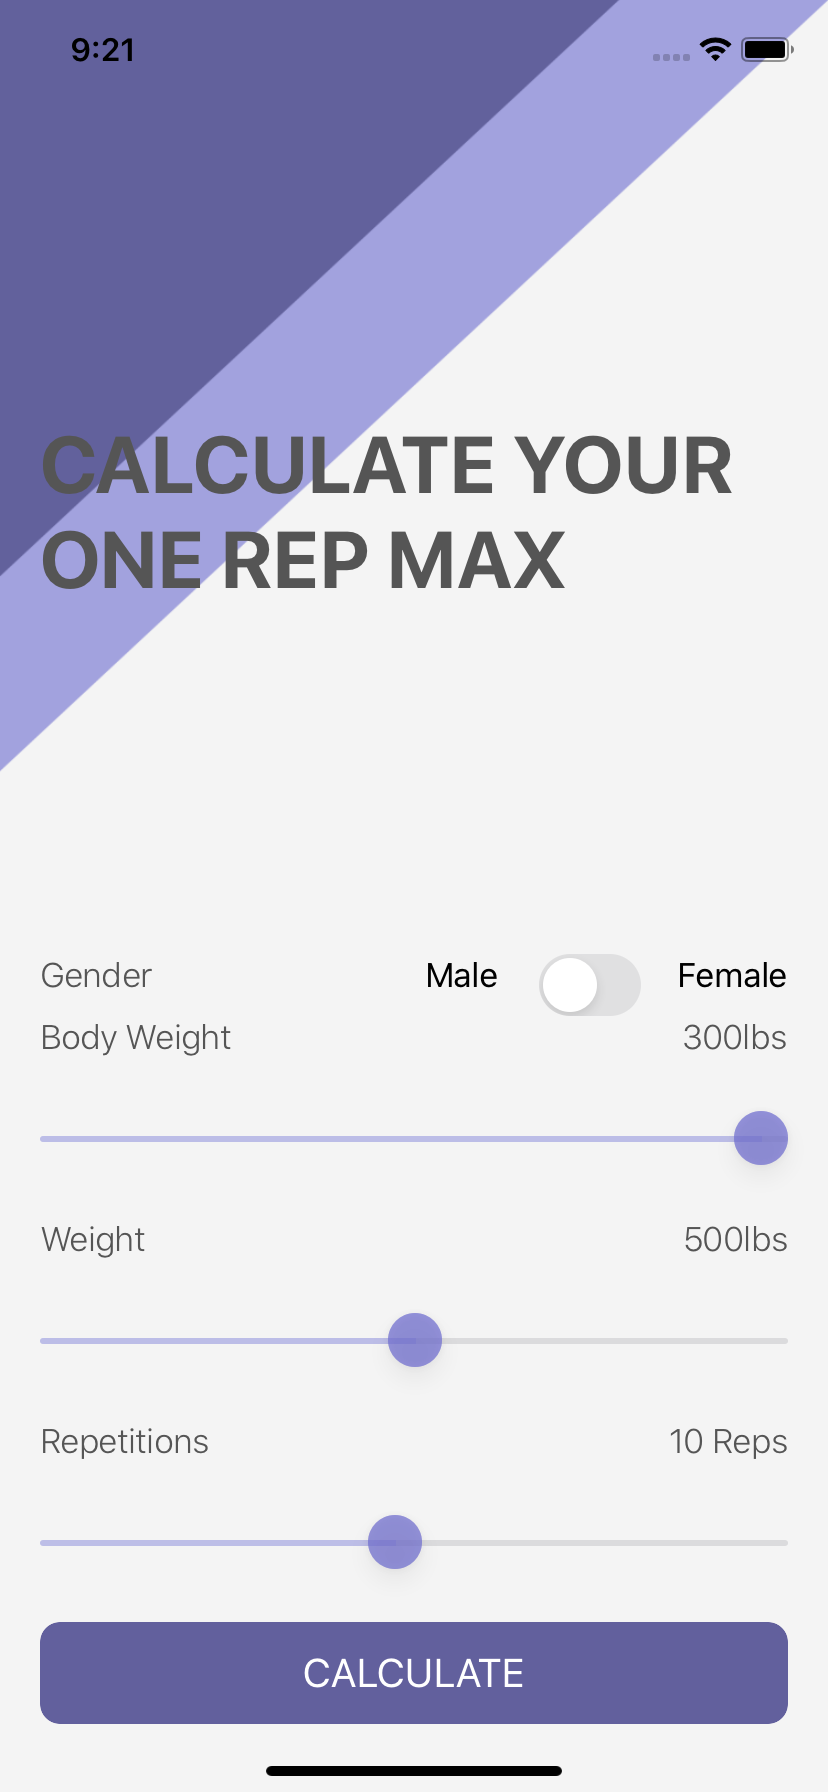 9:21
CALCULATE YOUR
ONE REP MAX
Gender Male Female
Body Weight 300lbs
Weight 500lbs
Repetitions 10 Reps
CALCULATE